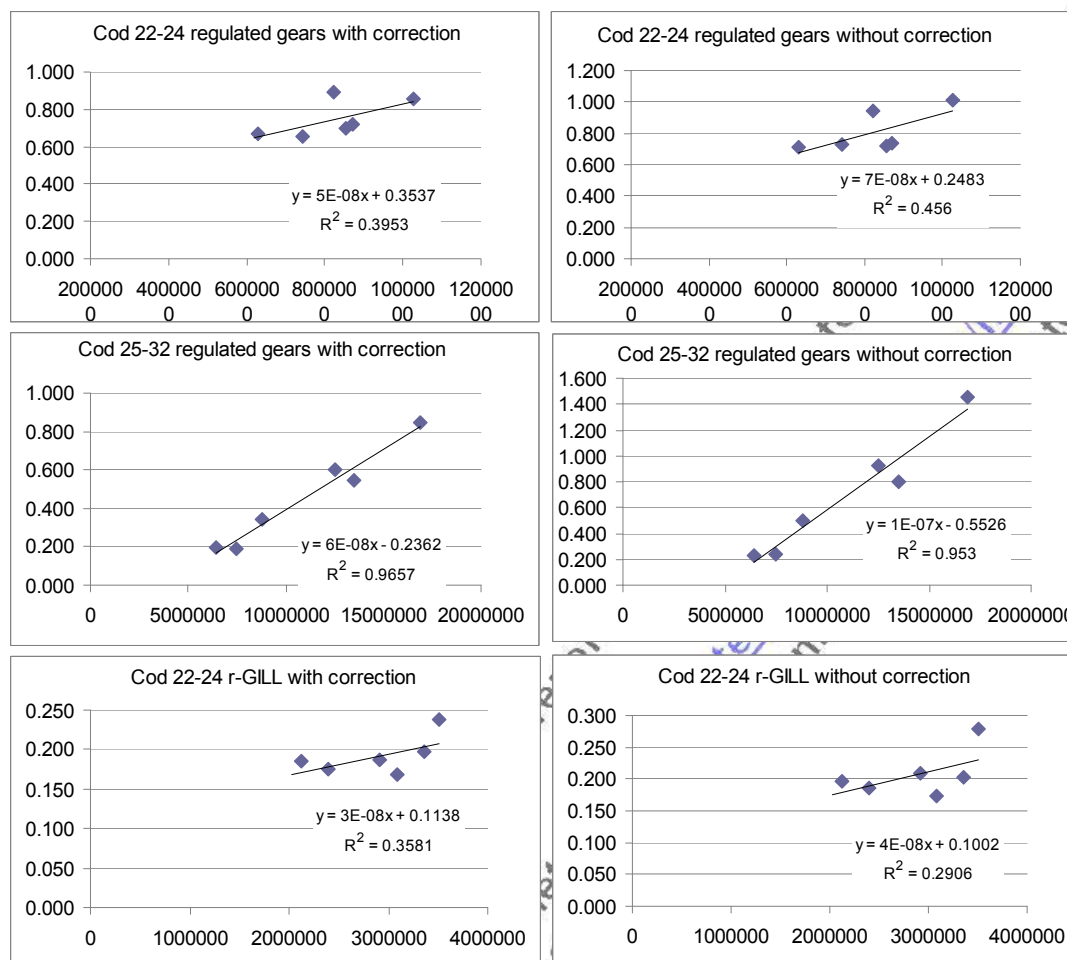 Cod 22-24 regulated gears with correction
1.000
0.800
0.600
0.400
0.200
0.000
y = 5E-08x + 0.3537
R2 = 0.3953
200000 400000 600000 800000 100000 120000
0 0 0 0 00 00
Cod 22-24 regulated gears without correction
1.200
1.000
0.800
0.600
0.400
0.200
0.000
y = 7E-08x + 0.2483
R2 = 0.456
200000 400000 600000 800000 100000 120000
0 0 0 0 00 00
Cod 25-32 regulated gears with correction
1.000
0.800
0.600
0.400
0.200
0.000
y = 6E-08x - 0.2362
R2 = 0.9657
0 5000000 10000000 15000000 20000000
Cod 25-32 regulated gears without correction
1.600
1.400
1.200
1.000
0.800
0.600
0.400
0.200
0.000
y = 1E-07x - 0.5526
R2 = 0.953
0 5000000 10000000 15000000 2000000
Cod 22-24 r-GILL with correction
0.250
0.200
0.150
0.100
0.050
0.000
y = 3E-08x + 0.1138
R2 = 0.3581
0 1000000 2000000 3000000 4000000
Cod 22-24 r-GILL without correction
0.300
0.250
0.200
0.150
0.100
0.050
0.000
y = 4E-08x + 0.1002
R2 = 0.2906
0 1000000 2000000 3000000 4000000